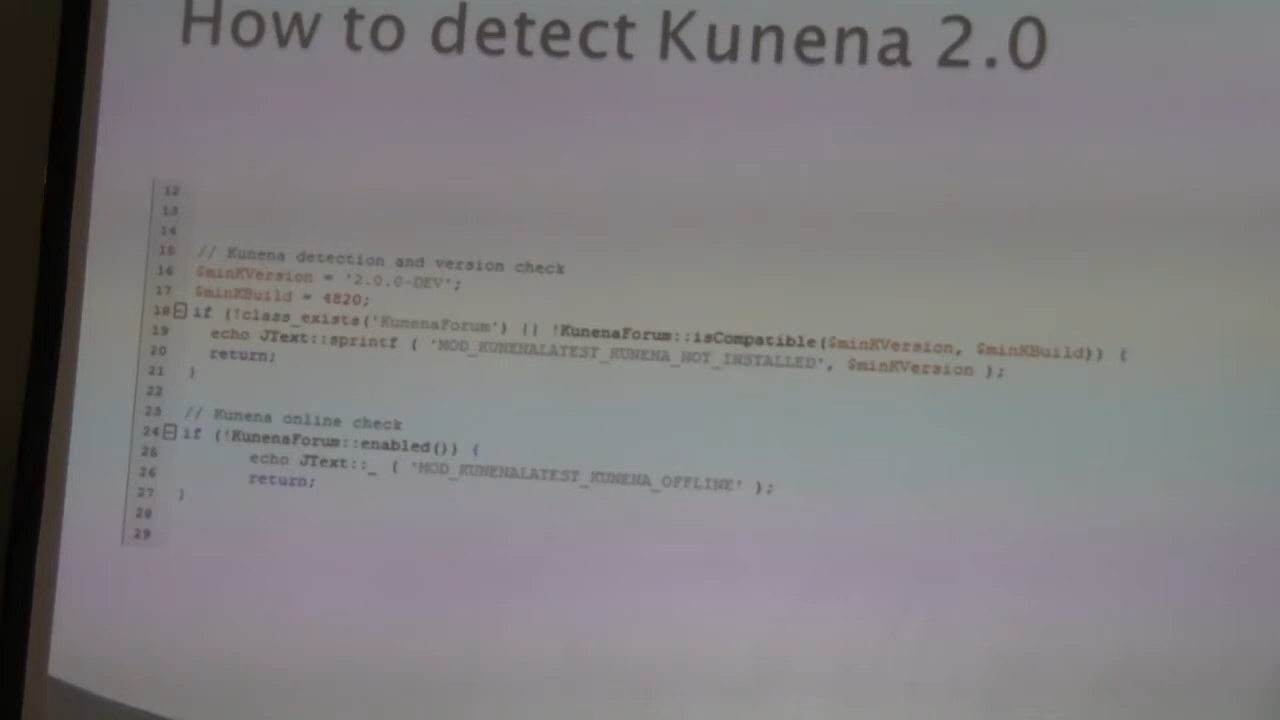 How to detect Kunena 2.0
12
13
14
15 // Kunena detection and version check
16 $minKVersion = '2.0.0-DEV';
17 $minKBuild = 4820;
18 if (!class_exists('KunenaForum') || !KunenaForum::isCompatible($minKVersion, $minKBuild)) {
19 echo JText::sprintf ( 'MOD_KUNENALATEST_KUNENA_NOT_INSTALLED', $minKVersion );
20 return;
21 }
22
23 // Kunena online check
24 if (!KunenaForum::enabled()) {
25 echo JText::_ ( 'MOD_KUNENALATEST_KUNENA_OFFLINE' );
26 return;
27 }
28
29